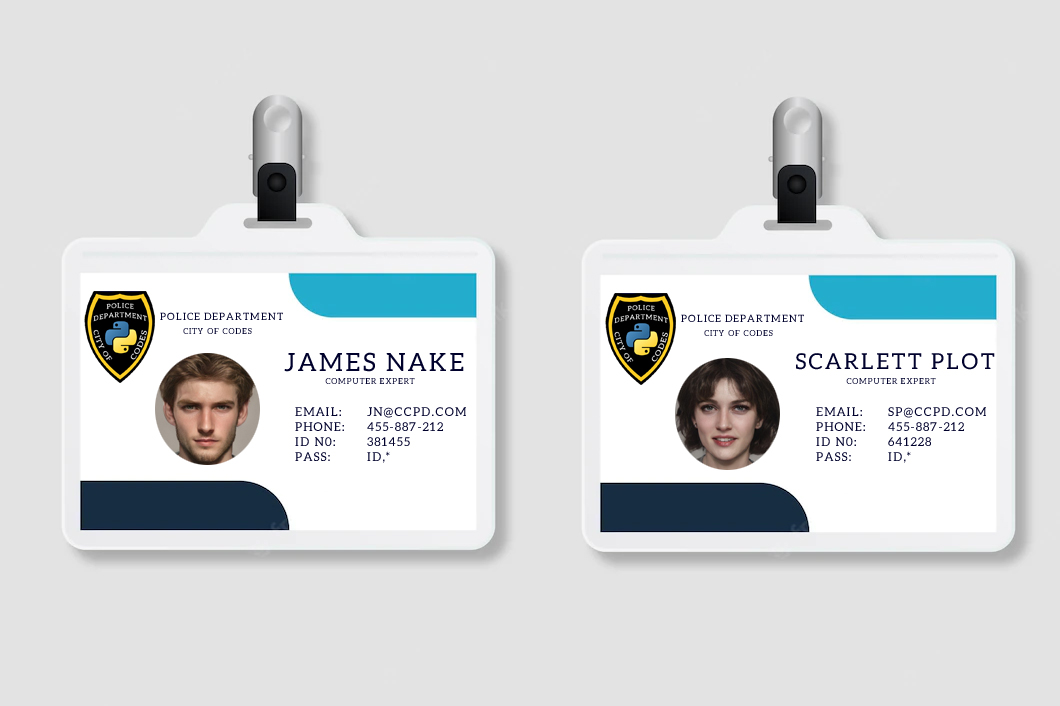 POLICE
DEPARTMENT
CITY OF
CODES
POLICE DEPARTMENT
CITY OF CODES
JAMES NAKE
COMPUTER EXPERT
EMAIL: JN@CCPD.COM
PHONE: 455-887-212
ID N0: 381455
PASS: ID,*
POLICE
DEPARTMENT
CITY OF
CODES
POLICE DEPARTMENT
CITY OF CODES
SCARLETT PLOT
COMPUTER EXPERT
EMAIL: SP@CCPD.COM
PHONE: 455-887-212
ID N0: 641228
PASS: ID,*